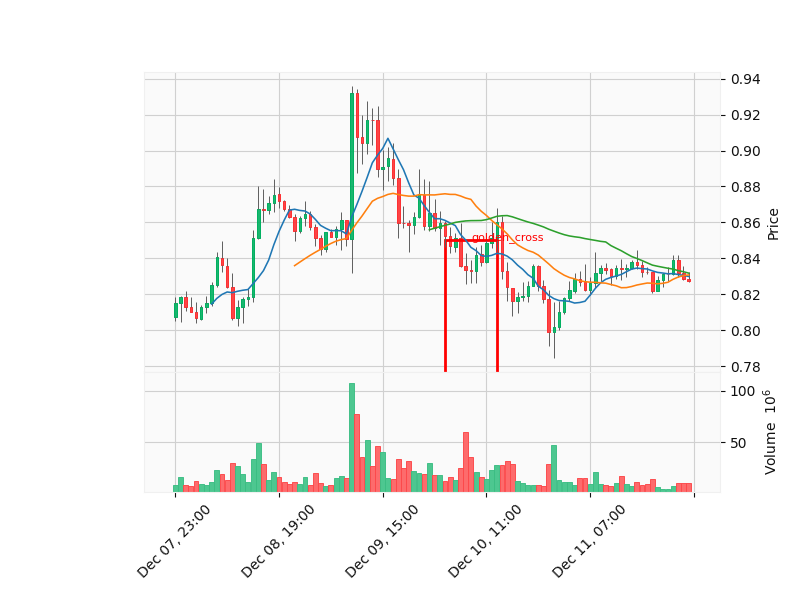 0.94
0.92
0.90
0.88
0.86
0.84
0.82
0.80
0.78
Price
golden_cross
100
50
Volume 10^6
Dec 07, 23:00
Dec 08, 19:00
Dec 09, 15:00
Dec 10, 11:00
Dec 11, 07:00